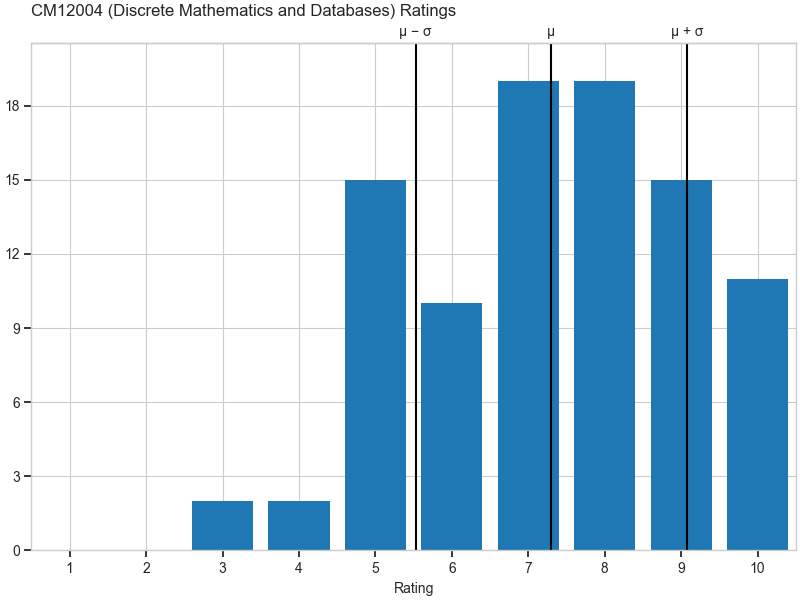 CM12004 (Discrete Mathematics and Databases) Ratings
μ − σ μ μ + σ
18
15
12
9
6
3
0
1 2 3 4 5 6 7 8 9 10
Rating